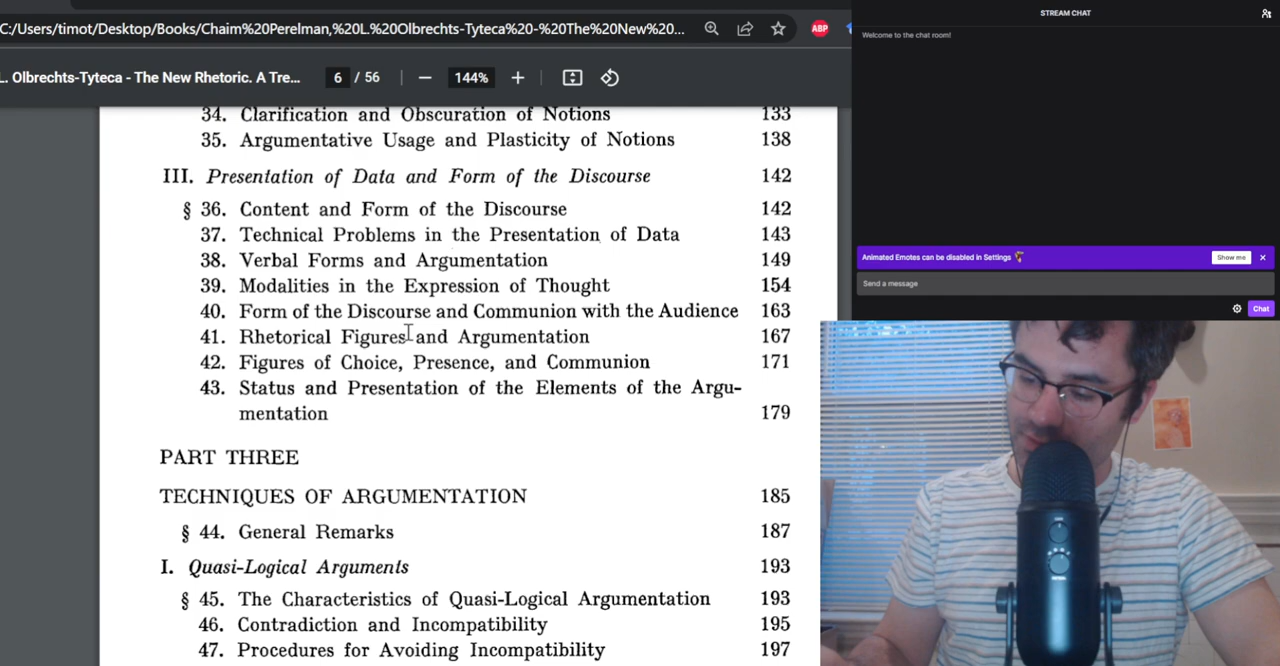 C:/Users/timot/Desktop/Books/Chaim%20Perelman,%20L.%20Olbrechts-Tyteca%20-%20The%20New%20...
ABP
L. Olbrechts-Tyteca - The New Rhetoric. A Tre...
6 / 56
144%
34. Clarification and Obscuration of Notions 133
35. Argumentative Usage and Plasticity of Notions 138
III. Presentation of Data and Form of the Discourse 142
§ 36. Content and Form of the Discourse 142
37. Technical Problems in the Presentation of Data 143
38. Verbal Forms and Argumentation 149
39. Modalities in the Expression of Thought 154
40. Form of the Discourse and Communion with the Audience 163
41. Rhetorical Figures and Argumentation 167
42. Figures of Choice, Presence, and Communion 171
43. Status and Presentation of the Elements of the Argu-
mentation 179
PART THREE
TECHNIQUES OF ARGUMENTATION 185
§ 44. General Remarks 187
I. Quasi-Logical Arguments 193
§ 45. The Characteristics of Quasi-Logical Argumentation 193
46. Contradiction and Incompatibility 195
47. Procedures for Avoiding Incompatibility 197
STREAM CHAT
Welcome to the chat room!
Animated Emotes can be disabled in Settings
Show me
Send a message
Chat